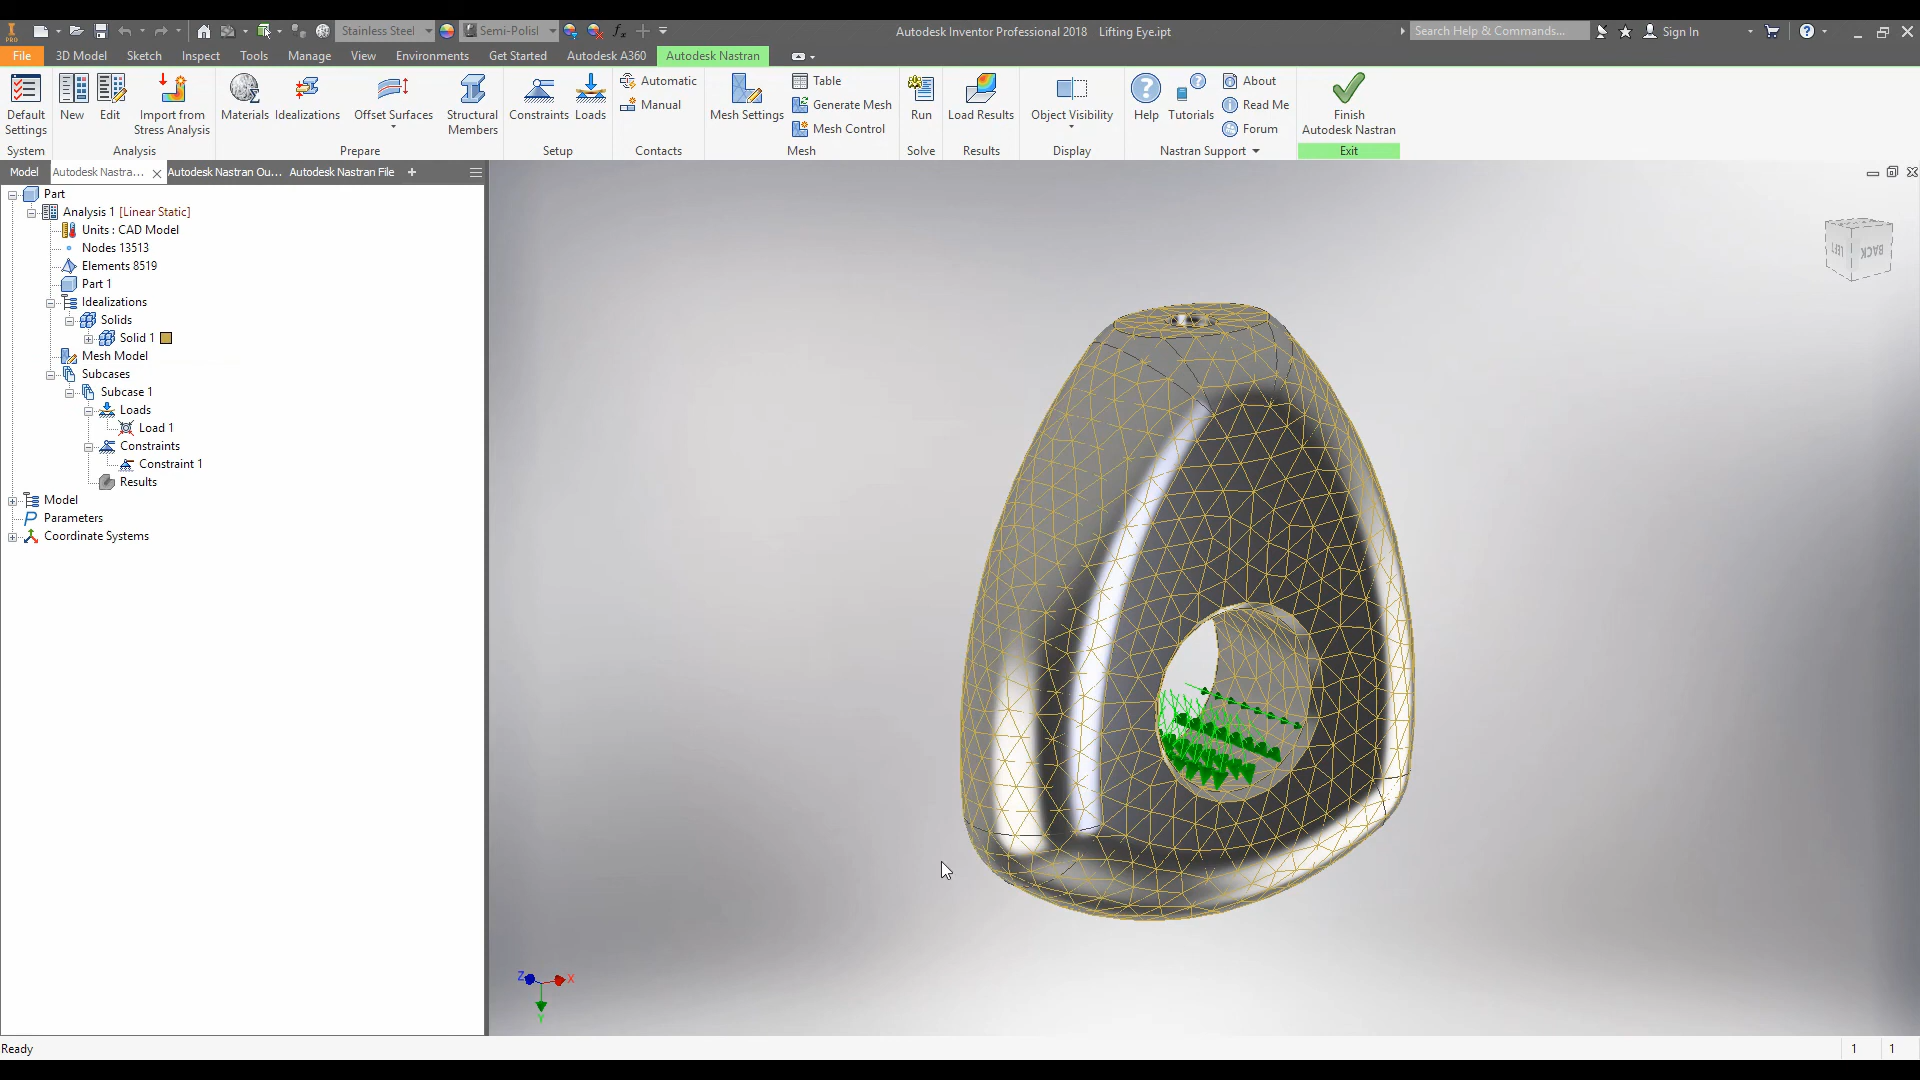 PRO
Stainless Steel
Semi-Polisl
fx
Autodesk Inventor Professional 2018 Lifting Eye.ipt
Search Help & Commands...
Sign In
File 3D Model Sketch Inspect Tools Manage View Environments Get Started Autodesk A360 Autodesk Nastran
Default Settings
New
Edit
Import from Stress Analysis
Materials
Idealizations
Offset Surfaces
Structural Members
Constraints
Loads
Automatic
Manual
Mesh Settings
Table
Generate Mesh
Mesh Control
Run
Load Results
Object Visibility
Help
Tutorials
About
Read Me
Forum
Finish Autodesk Nastran
System Analysis Prepare Setup Contacts Mesh Solve Results Display Nastran Support Exit
Model Autodesk Nastra... Autodesk Nastran Ou... Autodesk Nastran File +
Part
Analysis 1 [Linear Static]
Units : CAD Model
Nodes 13513
Elements 8519
Part 1
Idealizations
Solids
Solid 1
Mesh Model
Subcases
Subcase 1
Loads
Load 1
Constraints
Constraint 1
Results
Model
Parameters
Coordinate Systems
LEFT BACK
Z X
Y
Ready
1 1